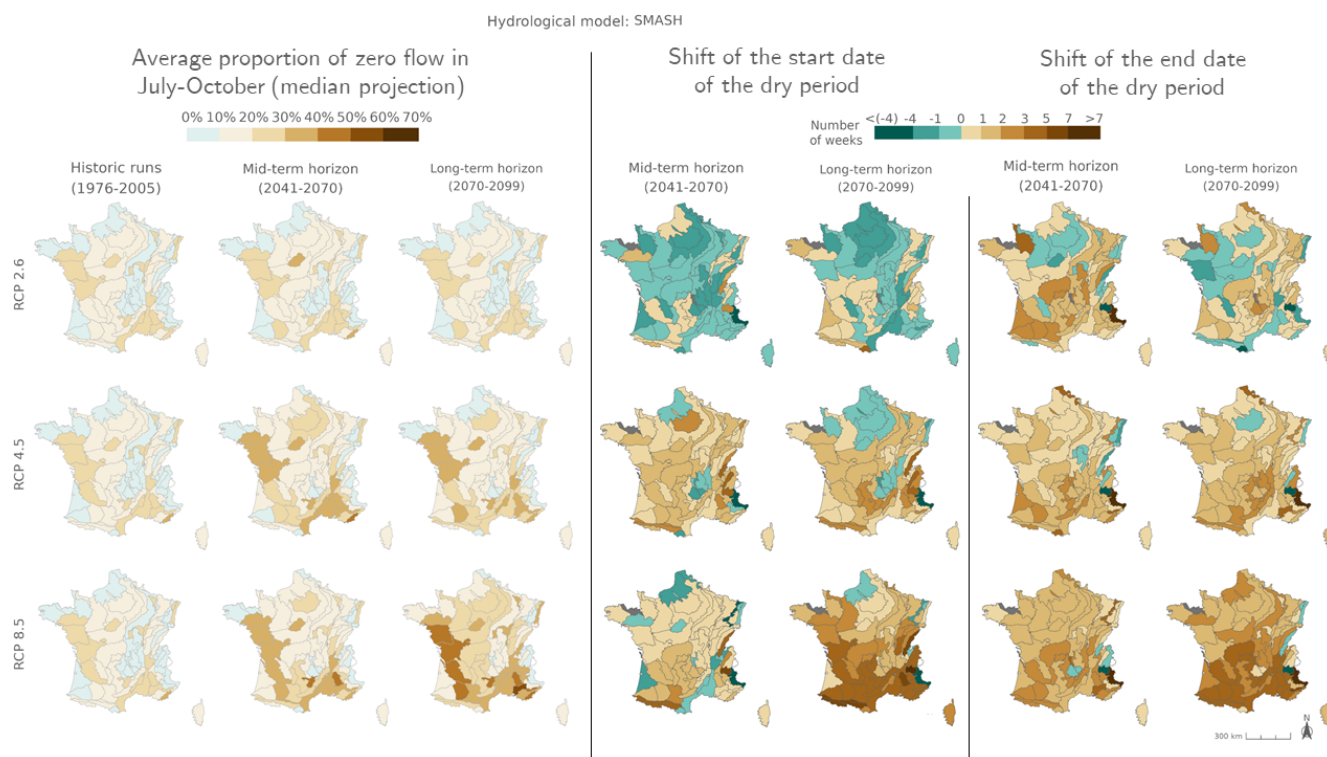 Hydrological model: SMASH
Average proportion of zero flow in
July-October (median projection)
0% 10% 20% 30% 40% 50% 60% 70%
Shift of the start date
of the dry period
Shift of the end date
of the dry period
Number
of weeks
<(-4) -4 -1 0 1 2 3 5 7 >7
Historic runs
(1976-2005)
Mid-term horizon
(2041-2070)
Long-term horizon
(2070-2099)
Mid-term horizon
(2041-2070)
Long-term horizon
(2070-2099)
Mid-term horizon
(2041-2070)
Long-term horizon
(2070-2099)
RCP 2.6
RCP 4.5
RCP 8.5
300 km
N